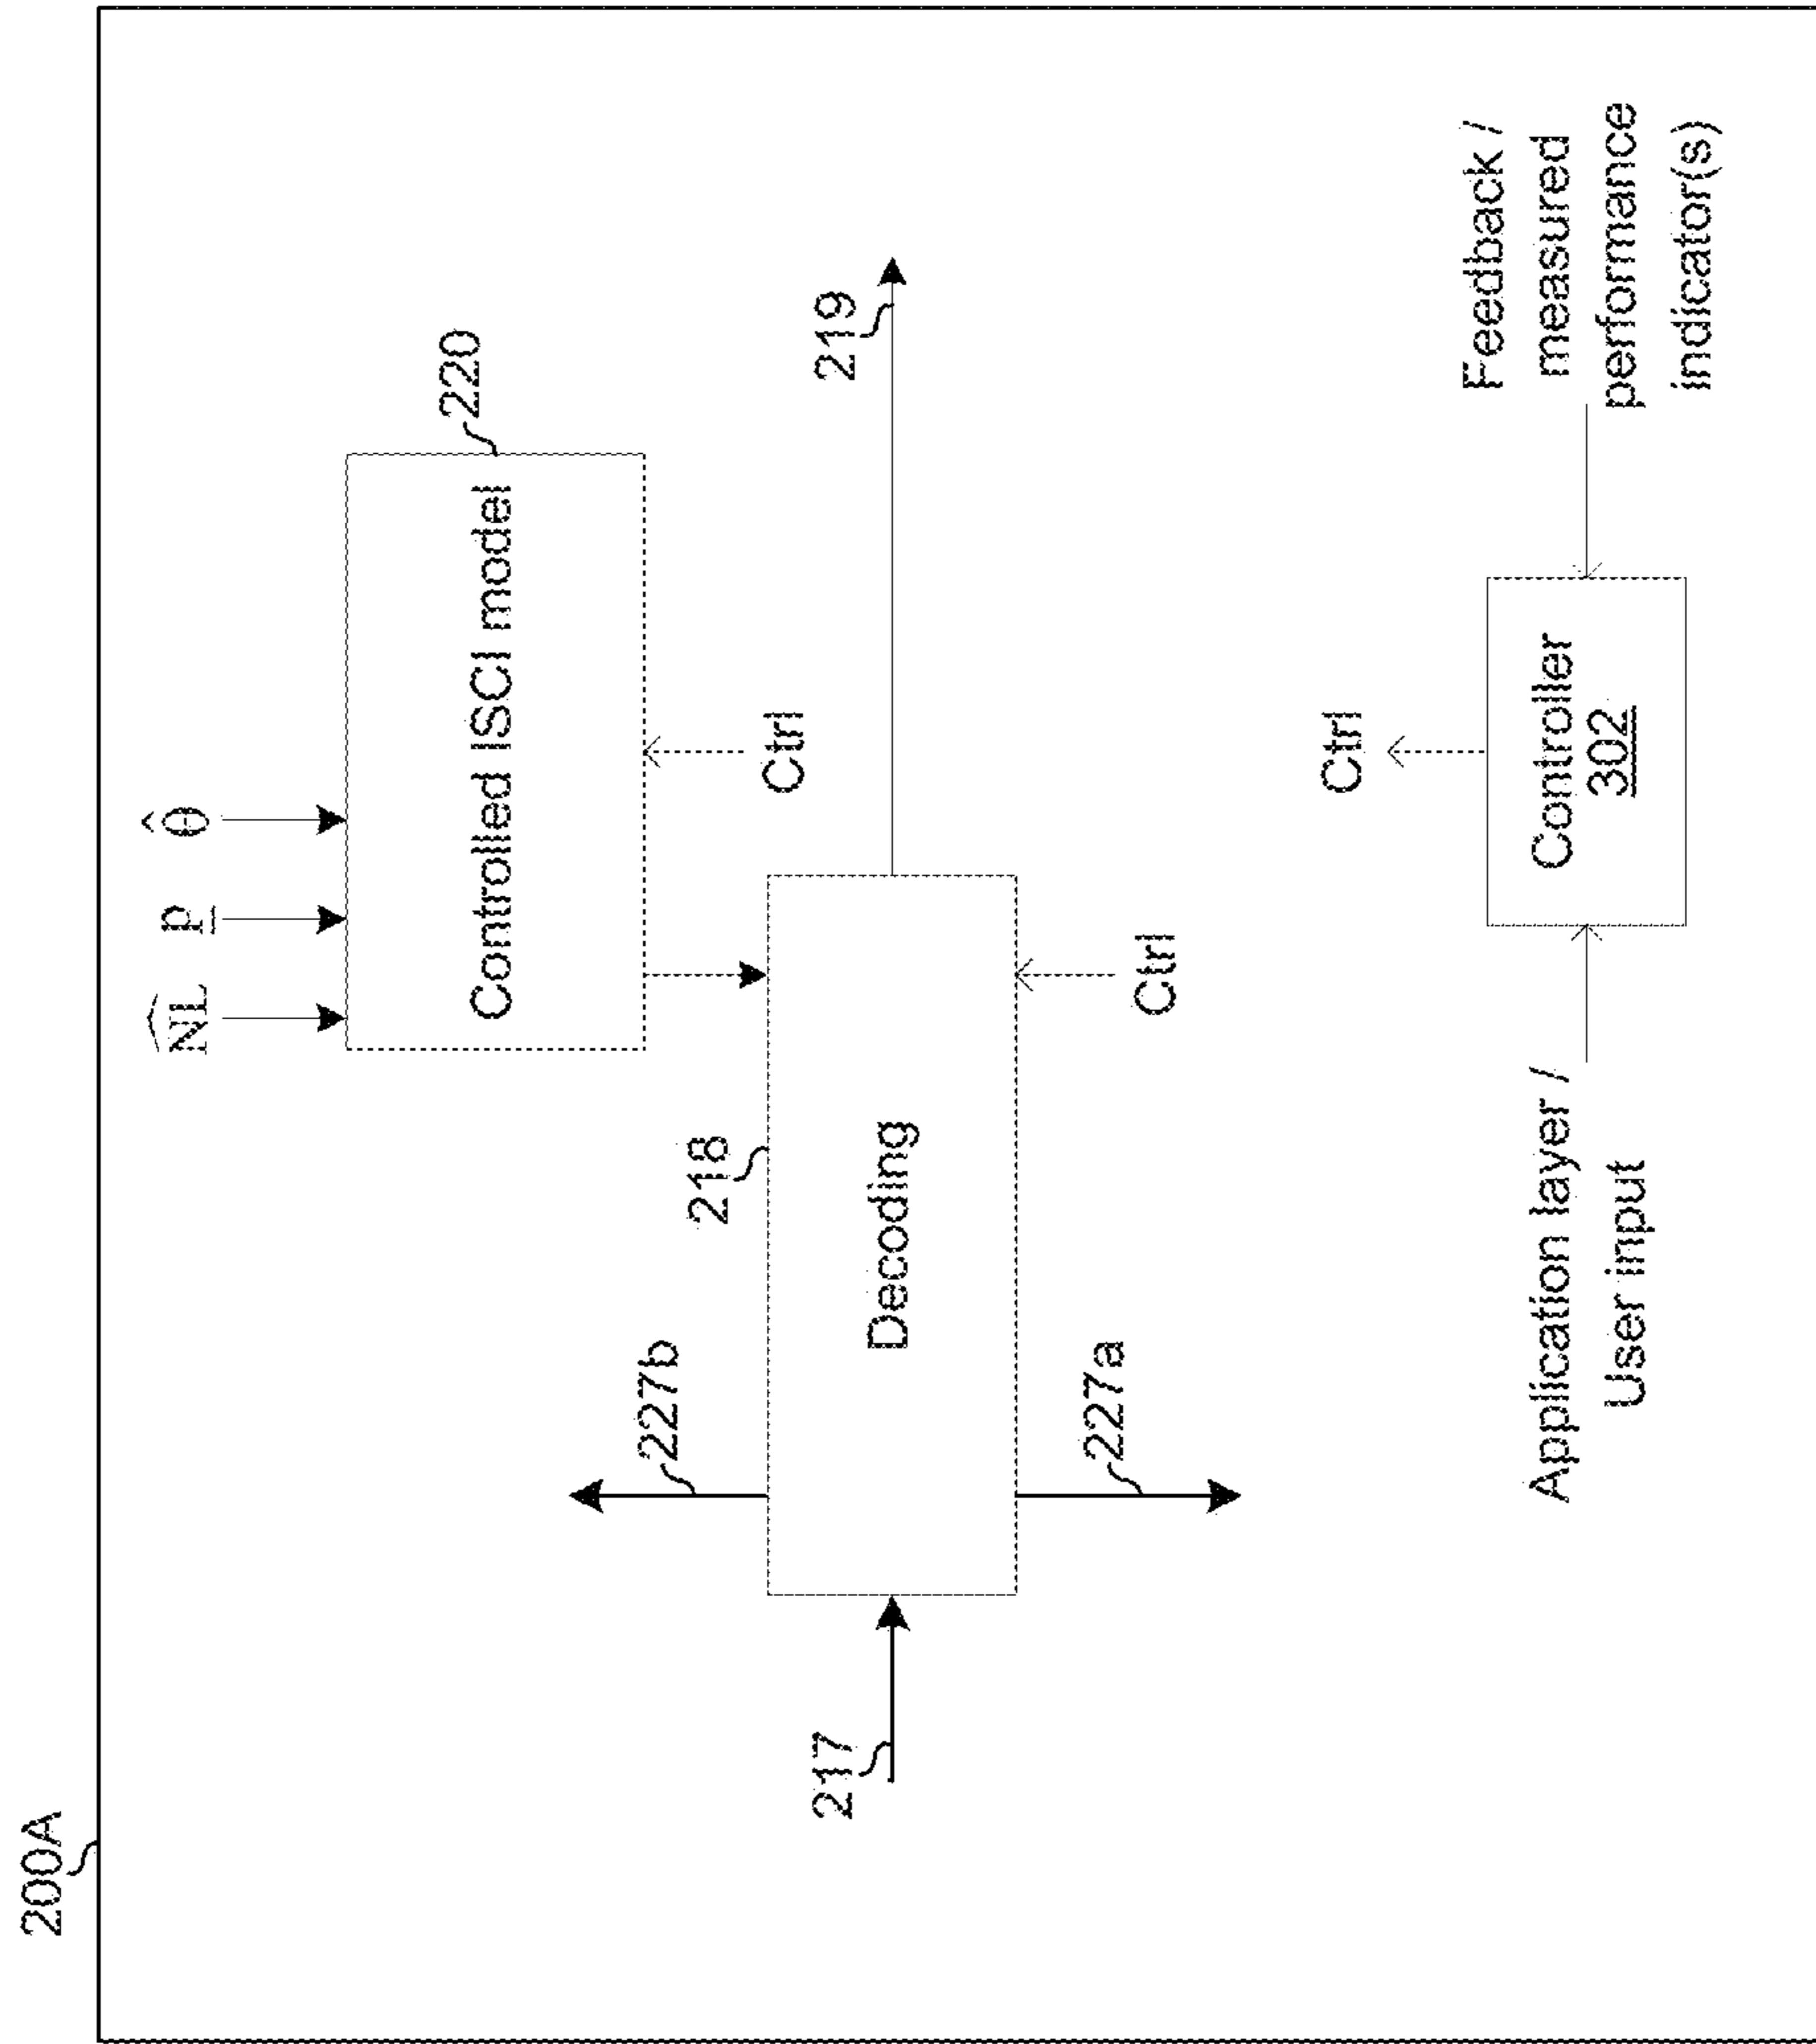 200A
N̂L
p
θ̂
220
Controlled ISCI model
Ctrl
227b
218
217
Decoding
219
227a
Ctrl
Ctrl
Application layer /
User input
Controller
302
Feedback /
measured
performance
indicator(s)